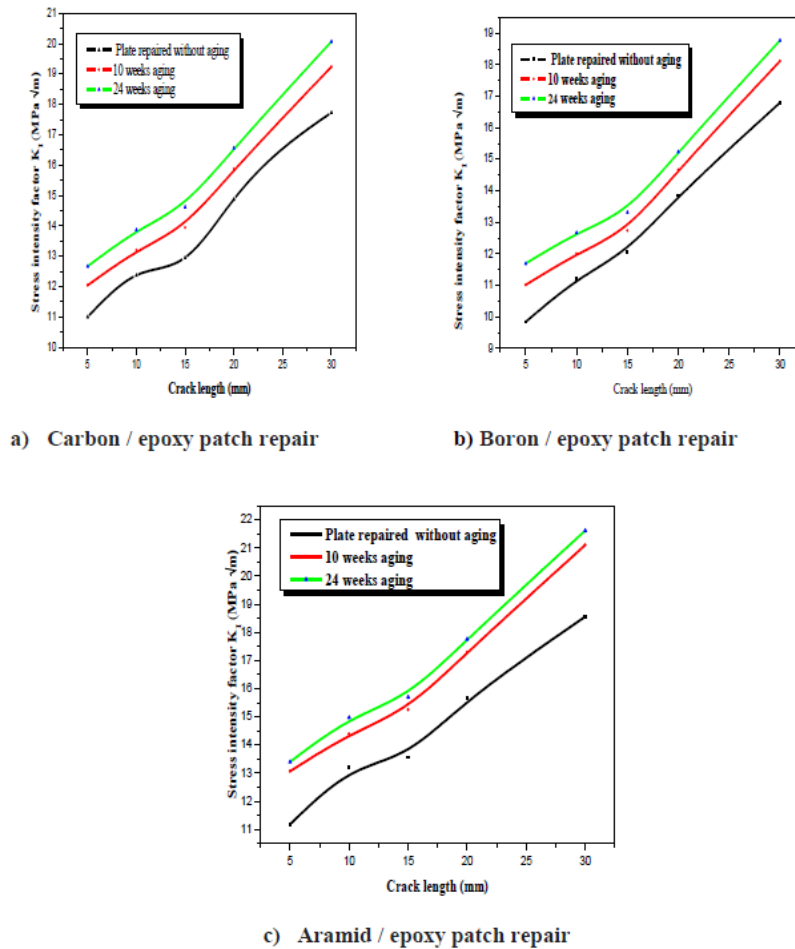 Stress intensity factor K_I (MPa √m)
21
20
19
18
17
16
15
14
13
12
11
10
Plate repaired without aging
10 weeks aging
24 weeks aging
5 10 15 20 25 30
Crack length (mm)
a) Carbon / epoxy patch repair
Stress intensity factor K_I (MPa √m)
19
18
17
16
15
14
13
12
11
10
9
Plate repaired without aging
10 weeks aging
24 weeks aging
5 10 15 20 25 30
Crack length (mm)
b) Boron / epoxy patch repair
Stress intensity factor K_I (MPa √m)
22
21
20
19
18
17
16
15
14
13
12
11
Plate repaired without aging
10 weeks aging
24 weeks aging
5 10 15 20 25 30
Crack length (mm)
c) Aramid / epoxy patch repair